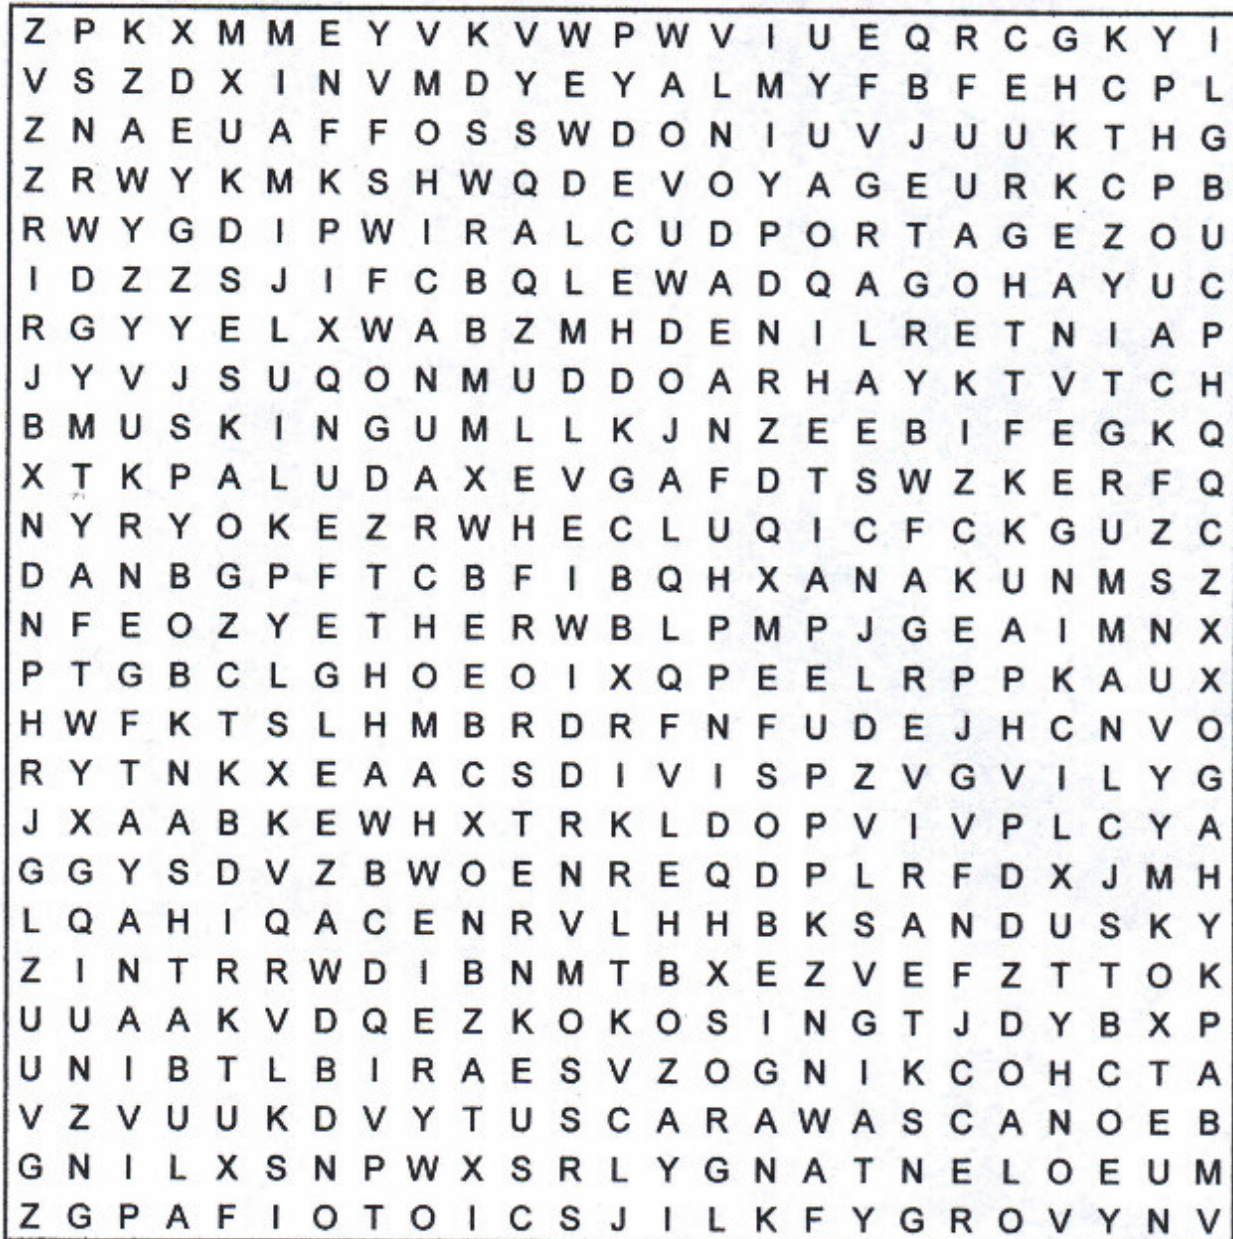 Z P K X M M E Y V K V W P W V I U E Q R C G K Y I
V S Z D X I N V M D Y E Y A L M Y F B F E H C P L
Z N A E U A F F O S S W D O N I U V J U U K T H G
Z R W Y K M K S H W Q D E V O Y A G E U R K C P B
R W Y G D I P W I R A L C U D P O R T A G E Z O U
I D Z Z S J I F C B Q L E W A D Q A G O H A Y U C
R G Y Y E L X W A B Z M H D E N I L R E T N I A P
J Y V J S U Q O N M U D D O A R H A Y K T V T C H
B M U S K I N G U M L L K J N Z E E B I F E G K Q
X T K P A L U D A X E V G A F D T S W Z K E R F Q
N Y R Y O K E Z R W H E C L U Q I C F C K G U Z C
D A N B G P F T C B F I B Q H X A N A K U N M S Z
N F E O Z Y E T H E R W B L P M P J G E A I M N X
P T G B C L G H O E O I X Q P E E L R P P K A U X
H W F K T S L H M B R D R F N F U D E J H C N V O
R Y T N K X E A A C S D I V I S P Z V G V I L Y G
J X A A B K E W H X T R K L D O P V I V P L C Y A
G G Y S D V Z B W O E N R E Q D P L R F D X J M H
L Q A H I Q A C E N R V L H H B K S A N D U S K Y
Z I N T R R W D I B N M T B X E Z V E F Z T T O K
U U A A K V D Q E Z K O K O S I N G T J D Y B X P
U N I B T L B I R A E S V Z O G N I K C O H C T A
V Z V U U K D V Y T U S C A R A W A S C A N O E B
G N I L X S N P W X S R L Y G N A T N E L O E U M
Z G P A F I O T O I C S J I L K F Y G R O V Y N V